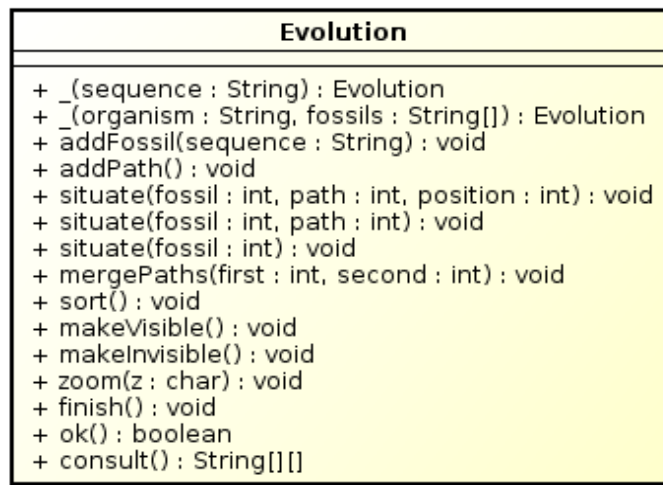 Evolution
+ _(sequence : String) : Evolution
+ _(organism : String, fossils : String[]) : Evolution
+ addFossil(sequence : String) : void
+ addPath() : void
+ situate(fossil : int, path : int, position : int) : void
+ situate(fossil : int, path : int) : void
+ situate(fossil : int) : void
+ mergePaths(first : int, second : int) : void
+ sort() : void
+ makeVisible() : void
+ makeInvisible() : void
+ zoom(z : char) : void
+ finish() : void
+ ok() : boolean
+ consult() : String[][]